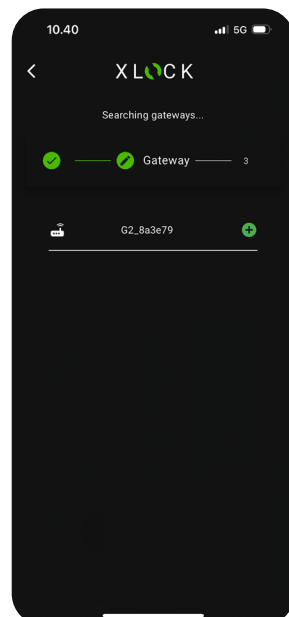 10.40 5G
XLOCK
Searching gateways...
Gateway 3
G2_8a3e79